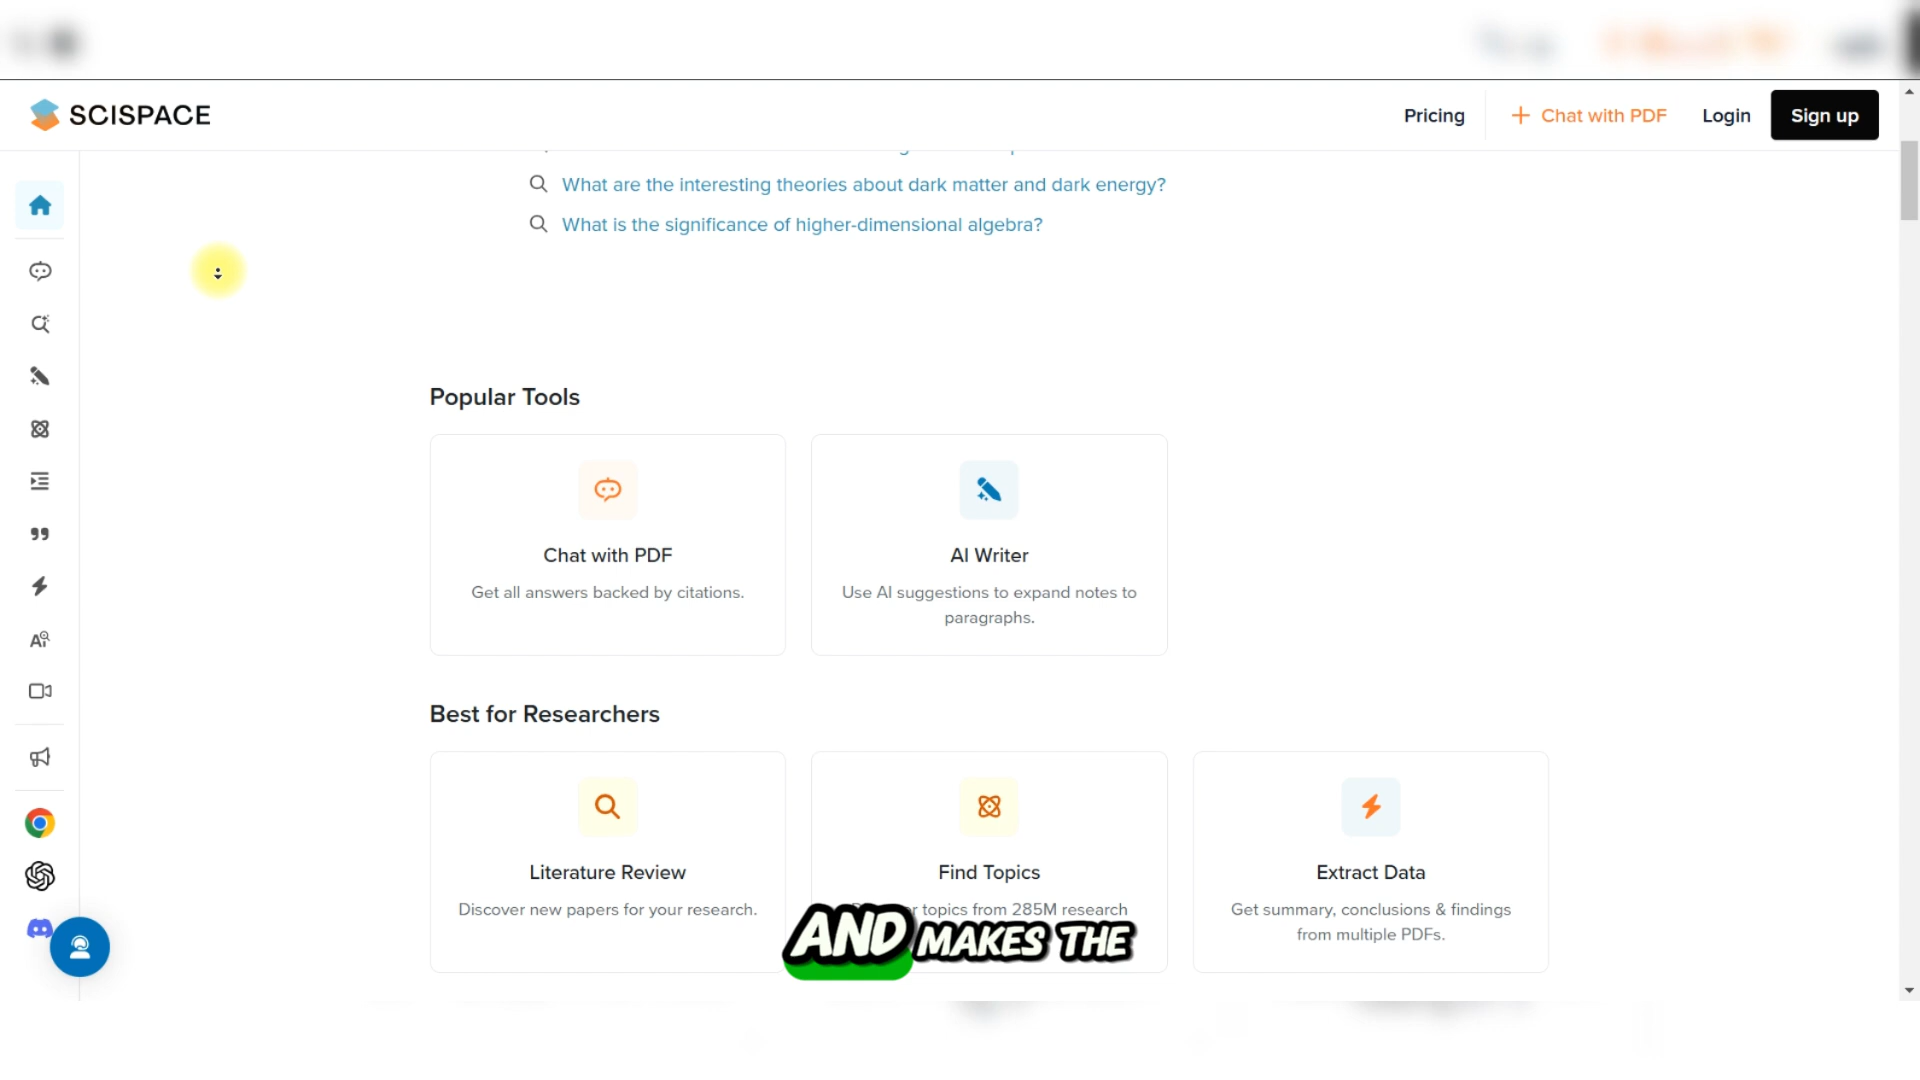 SCISPACE
Pricing
Chat with PDF
Login
Sign up
What are the interesting theories about dark matter and dark energy?
What is the significance of higher-dimensional algebra?
Popular Tools
Chat with PDF
Get all answers backed by citations.
AI Writer
Use AI suggestions to expand notes to
paragraphs.
Best for Researchers
Literature Review
Discover new papers for your research.
Find Topics
topics from 285M research
Extract Data
Get summary, conclusions & findings
from multiple PDFs.
AND MAKES THE